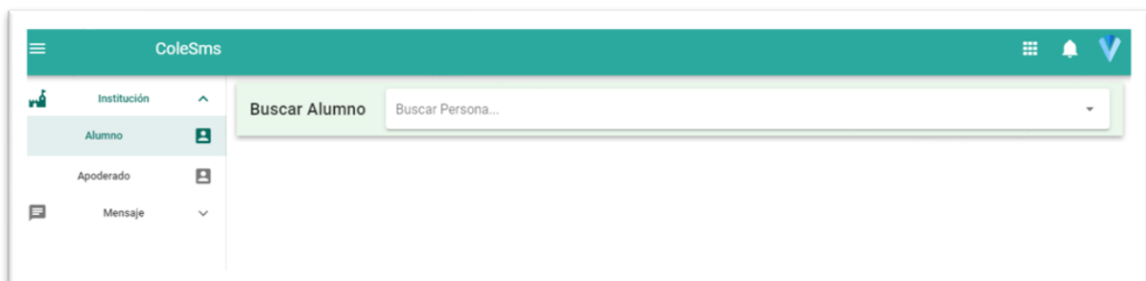 ColeSms
Institución
Buscar Alumno Buscar Persona...
Alumno
Apoderado
Mensaje